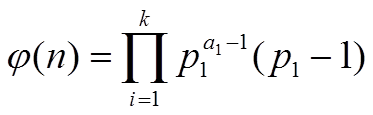 φ(n) = ∏_{i=1}^{k} p_1^{a_1−1}(p_1 − 1)